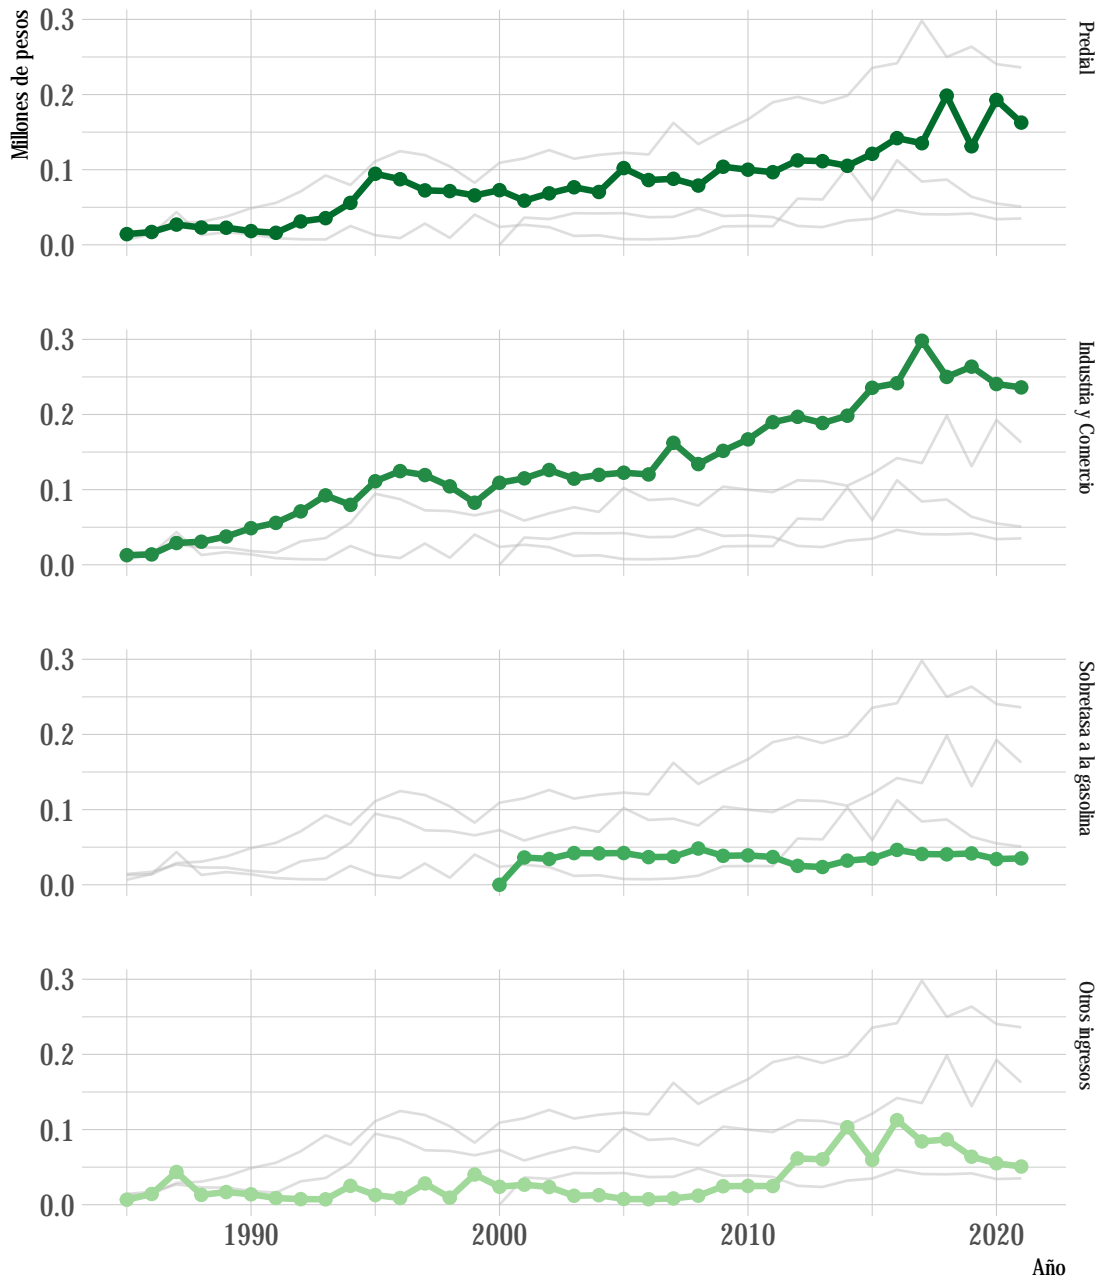 Millones de pesos
0.3
0.2
0.1
0.0
Predial
0.3
0.2
0.1
0.0
Industria y Comercio
0.3
0.2
0.1
0.0
Sobretasa a la gasolina
0.3
0.2
0.1
0.0
Otros ingresos
1990 2000 2010 2020
Año